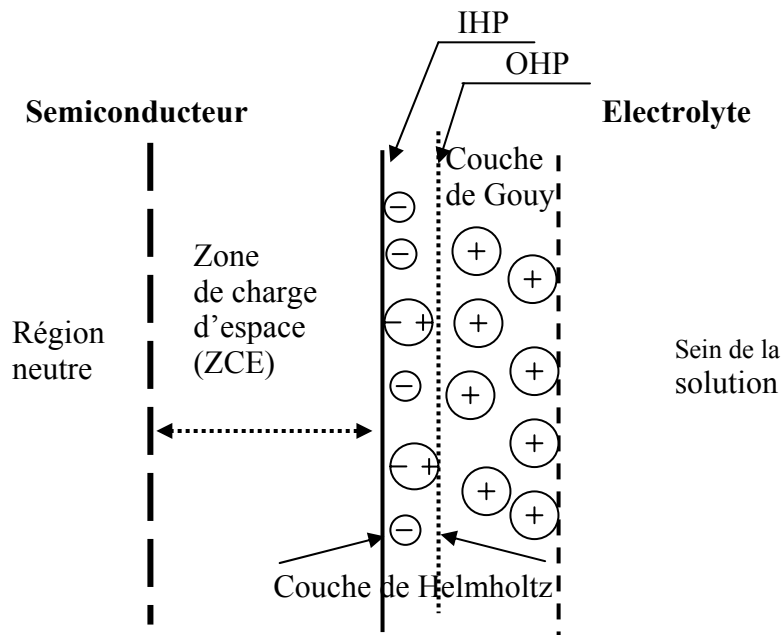 IHP
OHP
Semiconducteur
Electrolyte
Couche
de Gouy
Zone
de charge
d’espace
(ZCE)
Région
neutre
Sein de la
solution
Couche de Helmholtz